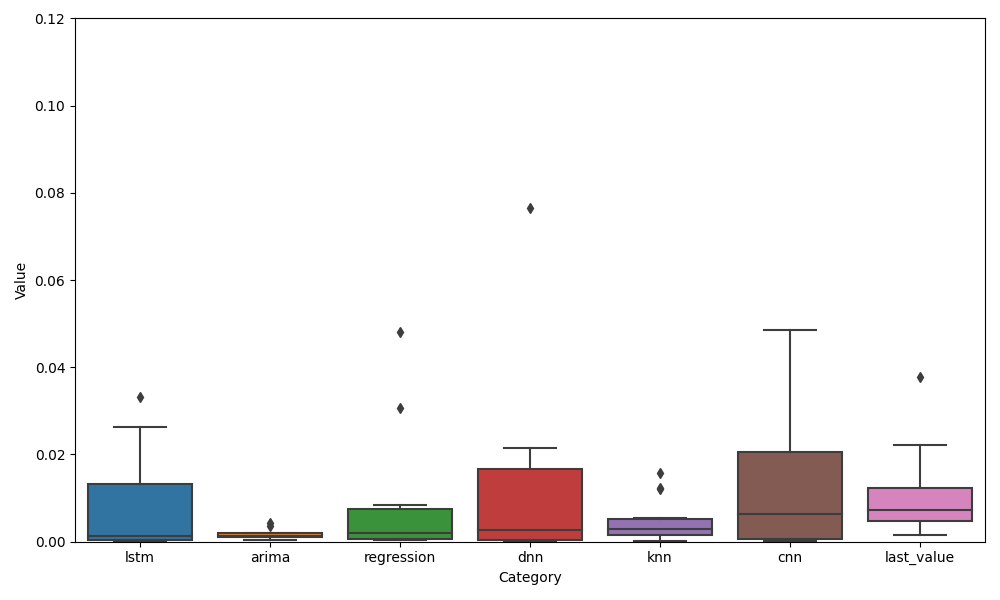 0.12
0.10
0.08
0.06
0.04
0.02
0.00
Value
lstm arima regression dnn knn cnn last_value
Category